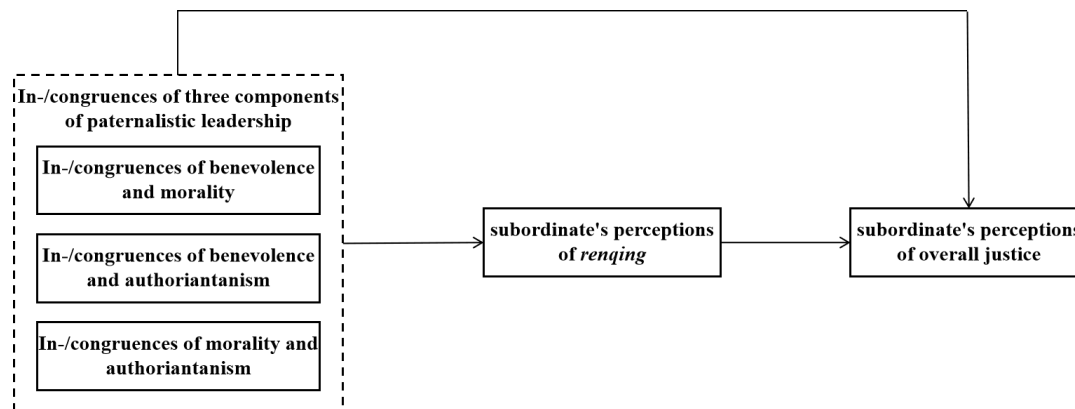 In-/congruences of three components
of paternalistic leadership
In-/congruences of benevolence
and morality
In-/congruences of benevolence
and authoriantanism
In-/congruences of morality and
authoriantanism
subordinate's perceptions
of renqing
subordinate's perceptions
of overall justice